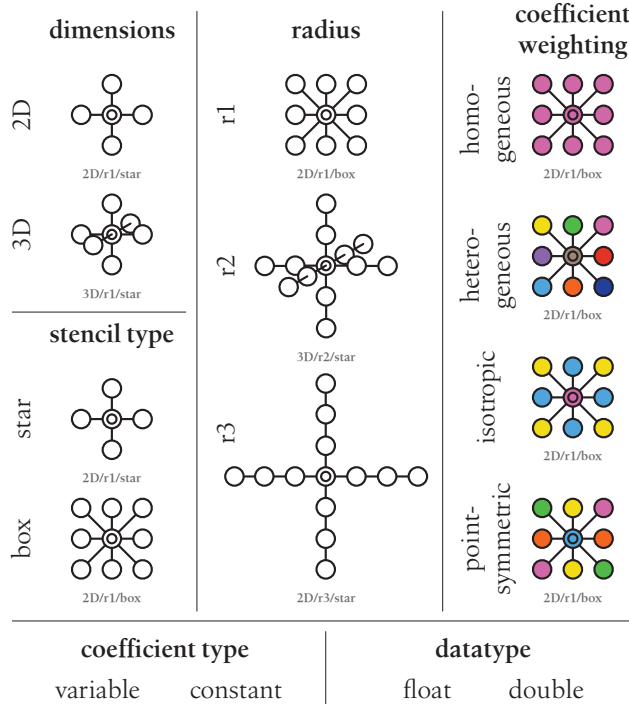 dimensions
2D
2D/r1/star
3D
3D/r1/star
stencil type
star
2D/r1/star
box
2D/r1/box
radius
r1
2D/r1/box
r2
3D/r2/star
r3
2D/r3/star
coefficient
weighting
homo-
geneous
2D/r1/box
hetero-
geneous
2D/r1/box
isotropic
2D/r1/box
point-
symmetric
2D/r1/box
coefficient type
variable constant
datatype
float double